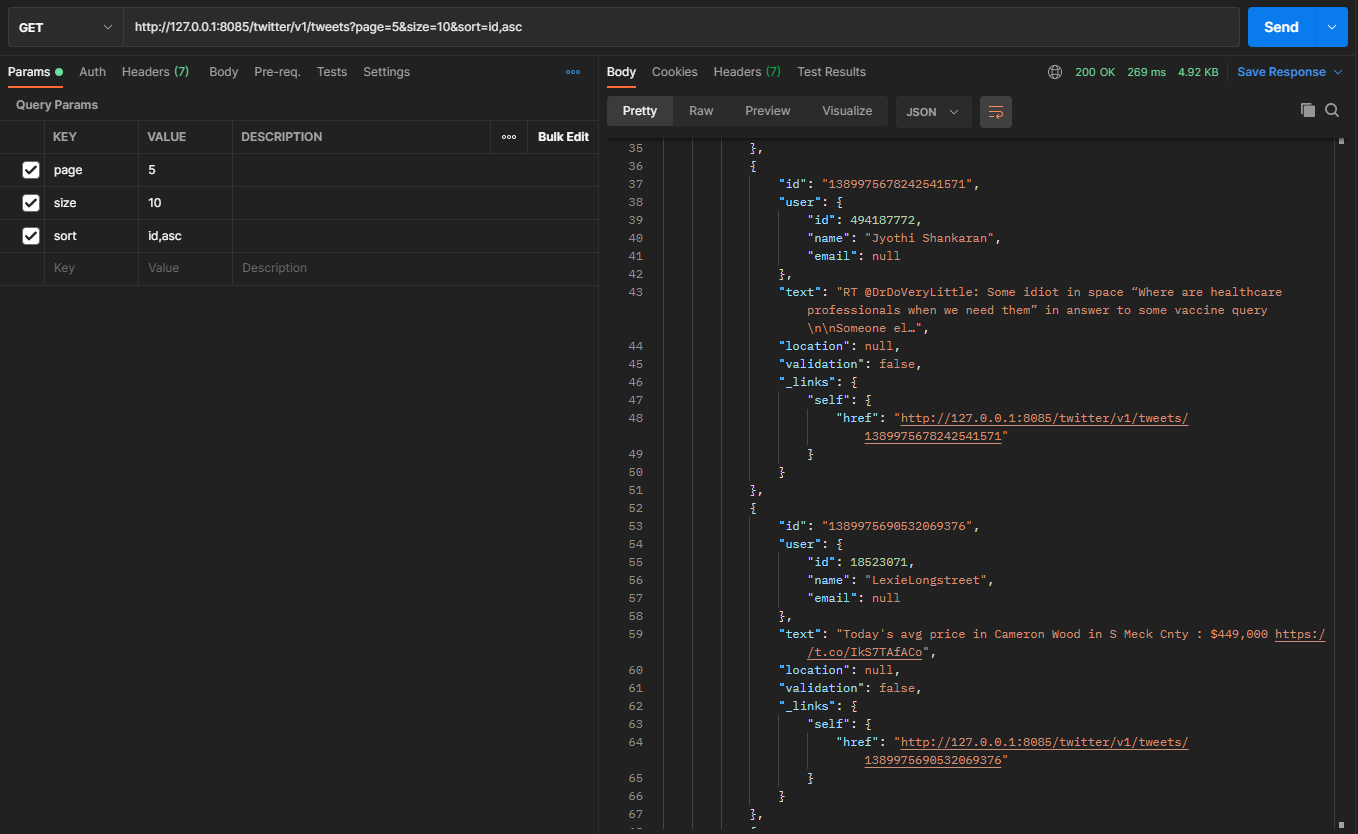 GET http://127.0.0.1:8085/twitter/v1/tweets?page=5&size=10&sort=id,asc Send
Params Auth Headers (7) Body Pre-req. Tests Settings
Query Params
KEY VALUE DESCRIPTION Bulk Edit
page 5
size 10
sort id,asc
Key Value Description
Body Cookies Headers (7) Test Results 200 OK 269 ms 4.92 KB Save Response
Pretty Raw Preview Visualize JSON
35 },
36 {
37 "id": "1389975678242541571",
38 "user": {
39 "id": 494187772,
40 "name": "Jyothi Shankaran",
41 "email": null
42 },
43 "text": "RT @DrDoVeryLittle: Some idiot in space “Where are healthcare
professionals when we need them” in answer to some vaccine query
\n\nSomeone el…",
44 "location": null,
45 "validation": false,
46 "_links": {
47 "self": {
48 "href": "http://127.0.0.1:8085/twitter/v1/tweets/
1389975678242541571"
49 }
50 }
51 },
52 {
53 "id": "1389975690532069376",
54 "user": {
55 "id": 18523071,
56 "name": "LexieLongstreet",
57 "email": null
58 },
59 "text": "Today's avg price in Cameron Wood in S Meck Cnty : $449,000 https:/
/t.co/IkS7TAfACo",
60 "location": null,
61 "validation": false,
62 "_links": {
63 "self": {
64 "href": "http://127.0.0.1:8085/twitter/v1/tweets/
1389975690532069376"
65 }
66 }
67 },